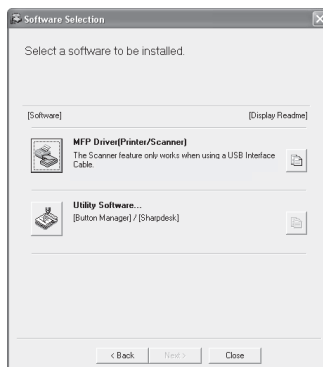 Software Selection
Select a software to be installed.
[Software] [Display Readme]
MFP Driver(Printer/Scanner)
The Scanner feature only works when using a USB Interface
Cable.
Utility Software...
[Button Manager] / [Sharpdesk]
< Back Next > Close